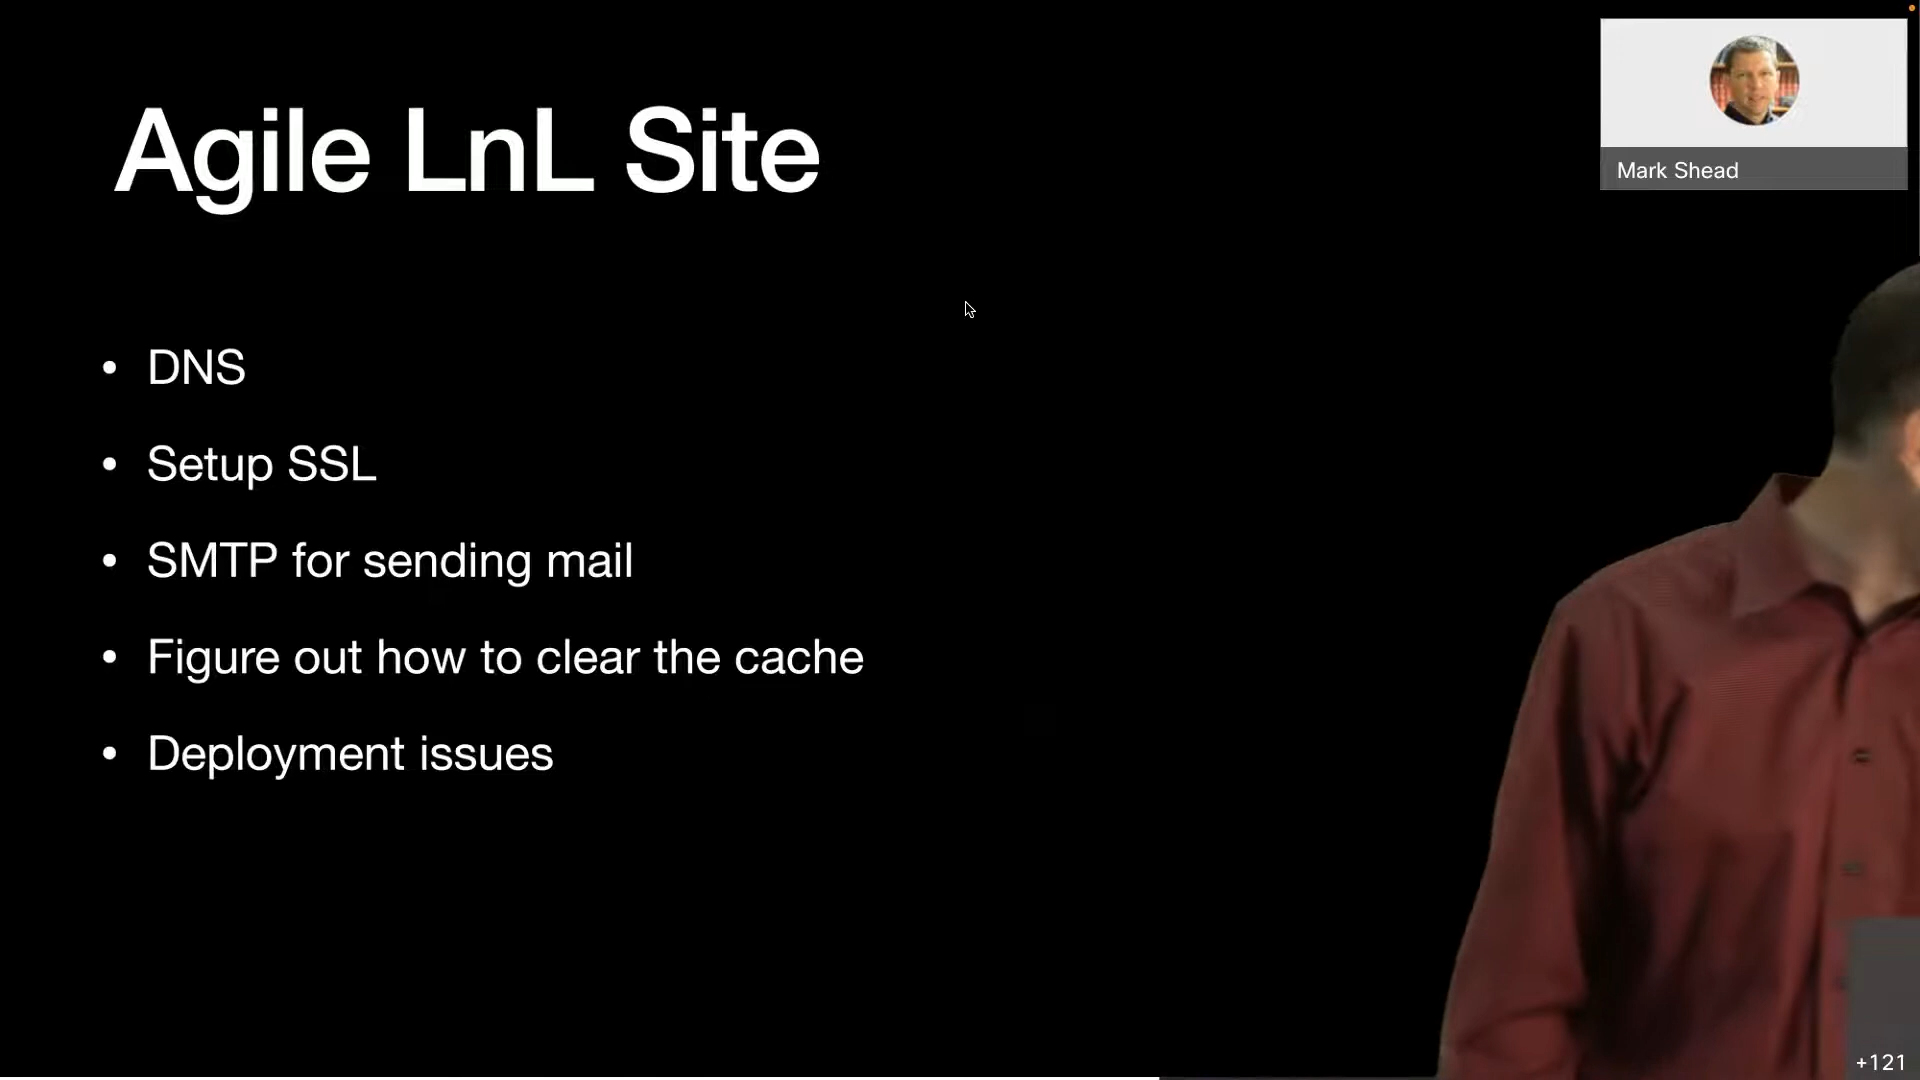 Agile LnL Site
Mark Shead
• DNS
• Setup SSL
• SMTP for sending mail
• Figure out how to clear the cache
• Deployment issues
+121